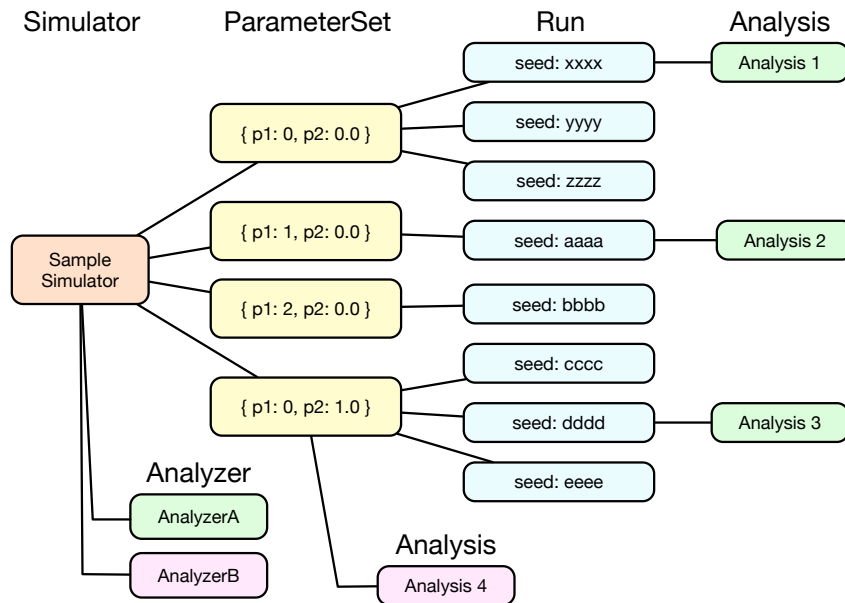 Simulator
ParameterSet
Run
Analysis
seed: xxxx
Analysis 1
{ p1: 0, p2: 0.0 }
seed: yyyy
seed: zzzz
{ p1: 1, p2: 0.0 }
seed: aaaa
Analysis 2
Sample
Simulator
{ p1: 2, p2: 0.0 }
seed: bbbb
seed: cccc
{ p1: 0, p2: 1.0 }
seed: dddd
Analysis 3
seed: eeee
Analyzer
AnalyzerA
Analysis
AnalyzerB
Analysis 4